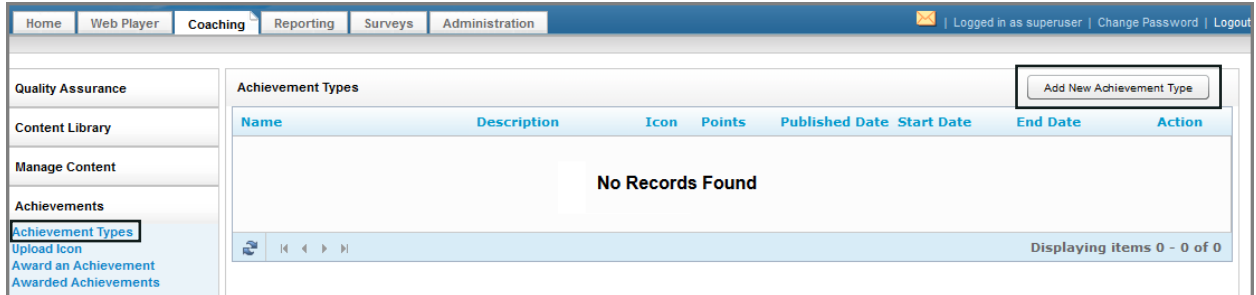 Home Web Player Coaching Reporting Surveys Administration | Logged in as superuser | Change Password | Logout
Quality Assurance
Content Library
Manage Content
Achievements
Achievement Types
Upload Icon
Award an Achievement
Awarded Achievements
Achievement Types Add New Achievement Type
Name Description Icon Points Published Date Start Date End Date Action
No Records Found
Displaying items 0 - 0 of 0